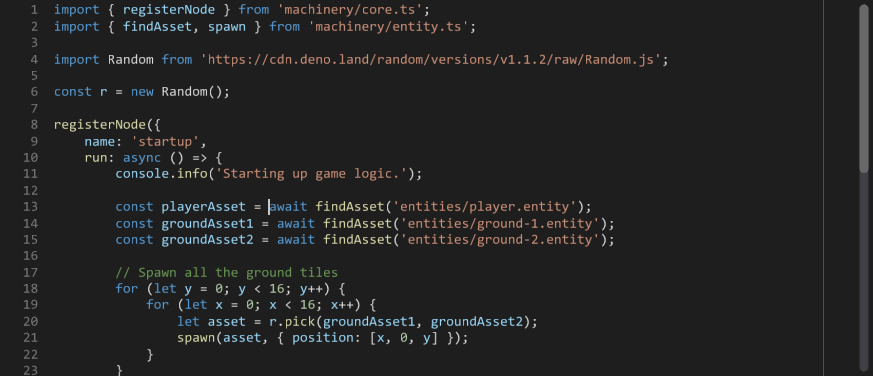 1 import { registerNode } from 'machinery/core.ts';
2 import { findAsset, spawn } from 'machinery/entity.ts';
3
4 import Random from 'https://cdn.deno.land/random/versions/v1.1.2/raw/Random.js';
5
6 const r = new Random();
7
8 registerNode({
9     name: 'startup',
10     run: async () => {
11         console.info('Starting up game logic.');
12
13         const playerAsset = await findAsset('entities/player.entity');
14         const groundAsset1 = await findAsset('entities/ground-1.entity');
15         const groundAsset2 = await findAsset('entities/ground-2.entity');
16
17         // Spawn all the ground tiles
18         for (let y = 0; y < 16; y++) {
19             for (let x = 0; x < 16; x++) {
20                 let asset = r.pick(groundAsset1, groundAsset2);
21                 spawn(asset, { position: [x, 0, y] });
22             }
23         }